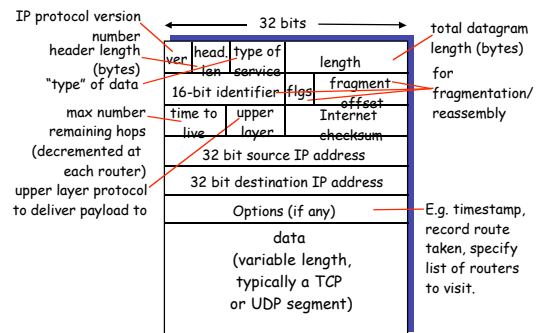 32 bits
IP protocol version
number
header length
(bytes)
"type" of data
max number
remaining hops
(decremented at
each router)
upper layer protocol
to deliver payload to
ver
head.
len
type of
service
length
16-bit identifier
flgs
fragment
offset
time to
live
upper
layer
Internet
checksum
32 bit source IP address
32 bit destination IP address
Options (if any)
data
(variable length,
typically a TCP
or UDP segment)
total datagram
length (bytes)
for
fragmentation/
reassembly
E.g. timestamp,
record route
taken, specify
list of routers
to visit.